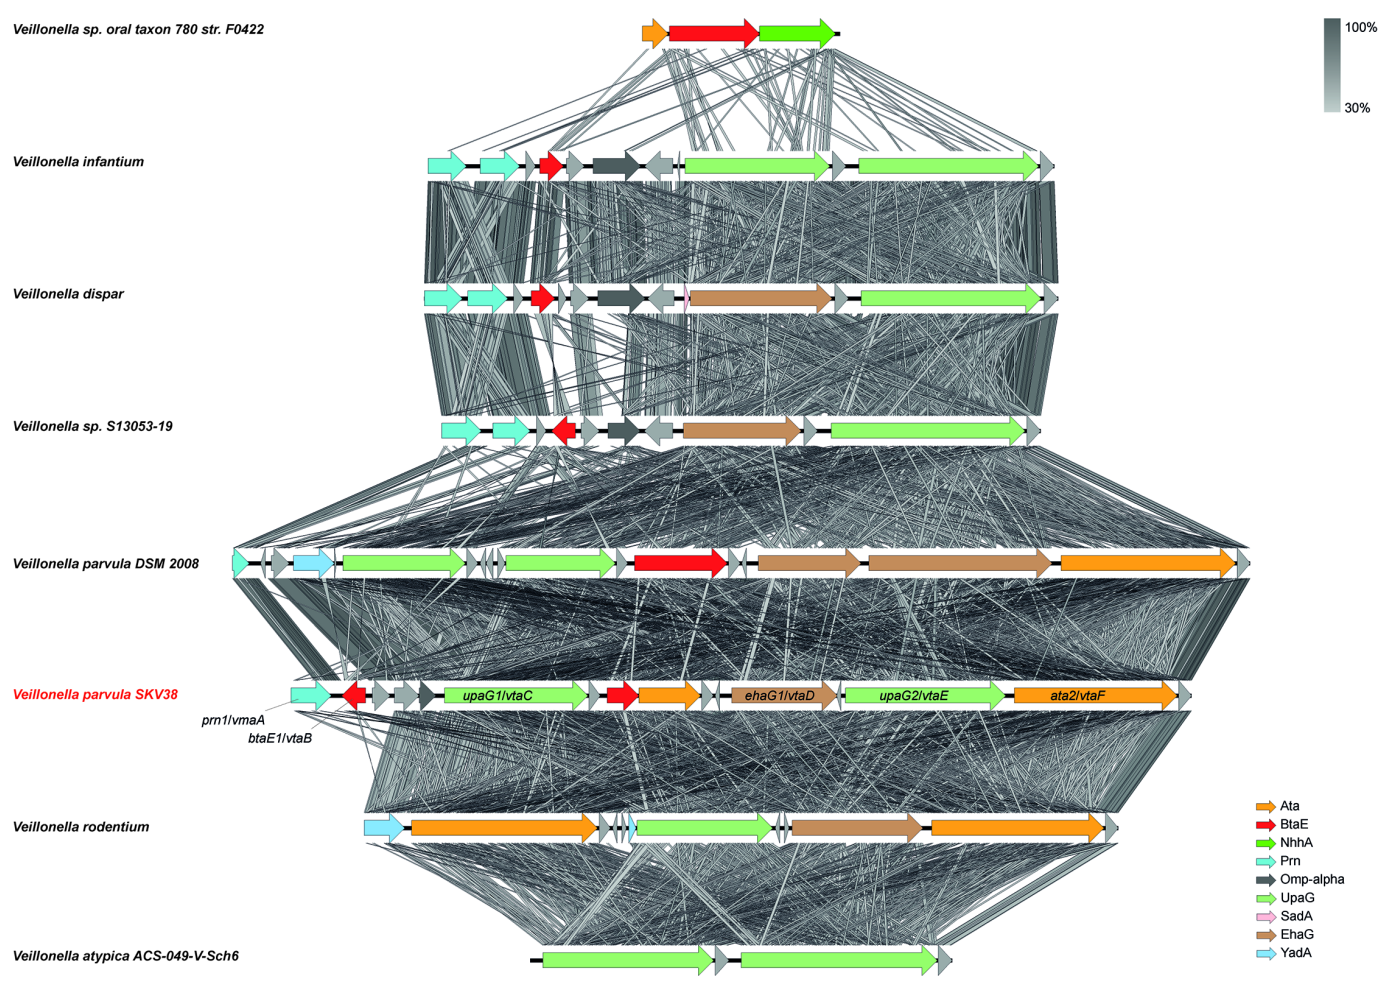 Veillonella sp. oral taxon 780 str. F0422
100%
30%
Veillonella infantium
Veillonella dispar
Veillonella sp. S13053-19
Veillonella parvula DSM 2008
Veillonella parvula SKV38
upaG1/vtaC
ehaG1/vtaD
upaG2/vtaE
ata2/vtaF
prn1/vmaA
btaE1/vtaB
Veillonella rodentium
Veillonella atypica ACS-049-V-Sch6
Ata
BtaE
NhhA
Prn
Omp-alpha
UpaG
SadA
EhaG
YadA